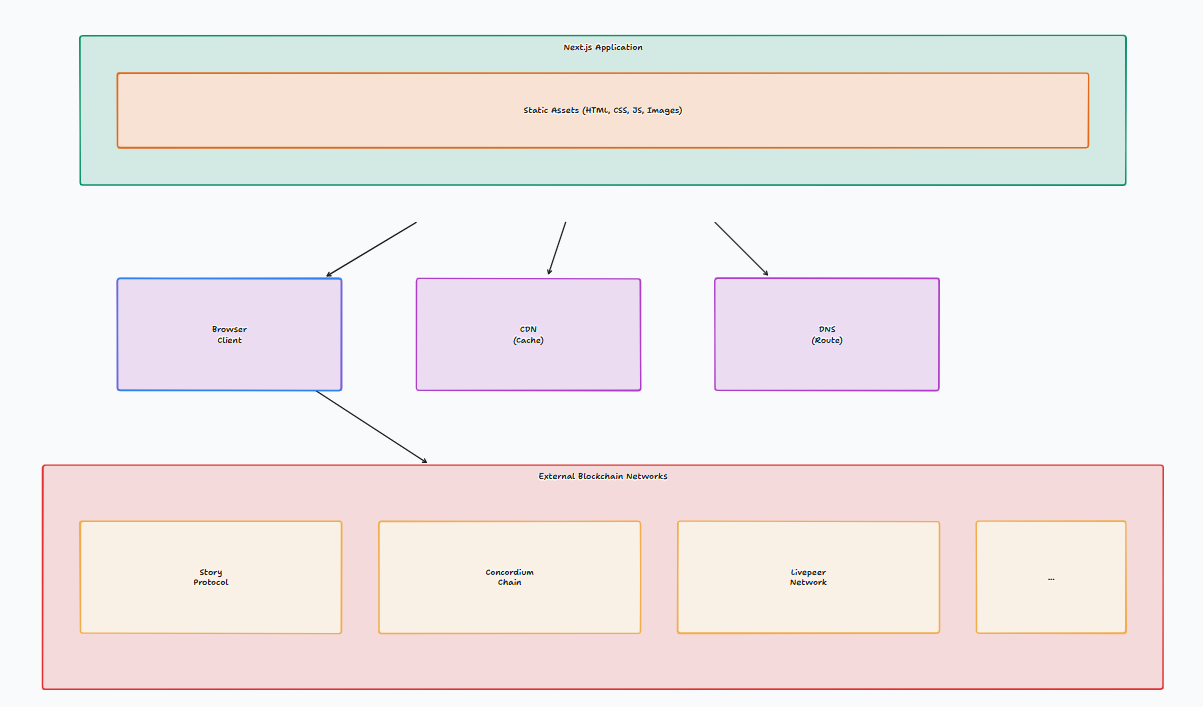 Next.js Application
Static Assets (HTML, CSS, JS, Images)
Browser
Client
CDN
(Cache)
DNS
(Route)
External Blockchain Networks
Story
Protocol
Concordium
Chain
Livepeer
Network
...